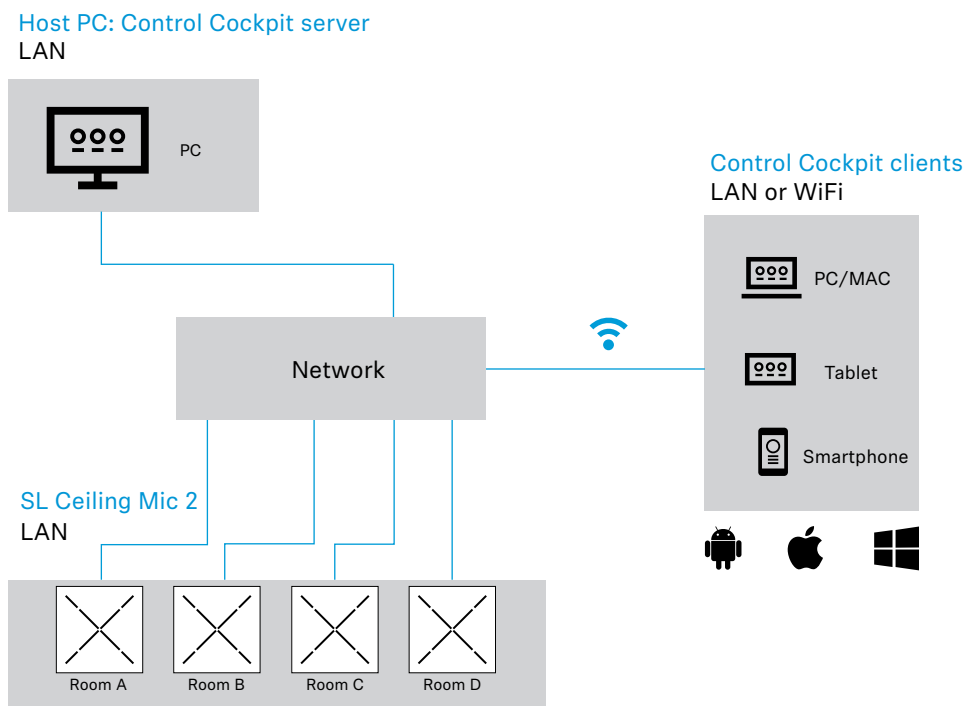 Host PC: Control Cockpit server
LAN
PC
Control Cockpit clients
LAN or WiFi
PC/MAC
Tablet
Smartphone
Network
SL Ceiling Mic 2
LAN
Room A
Room B
Room C
Room D